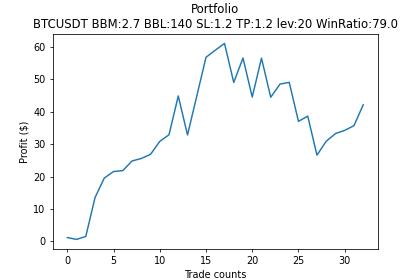 Portfolio
BTCUSDT BBM:2.7 BBL:140 SL:1.2 TP:1.2 lev:20 WinRatio:79.0
60
50
40
30
20
10
0
Profit ($)
0 5 10 15 20 25 30
Trade counts